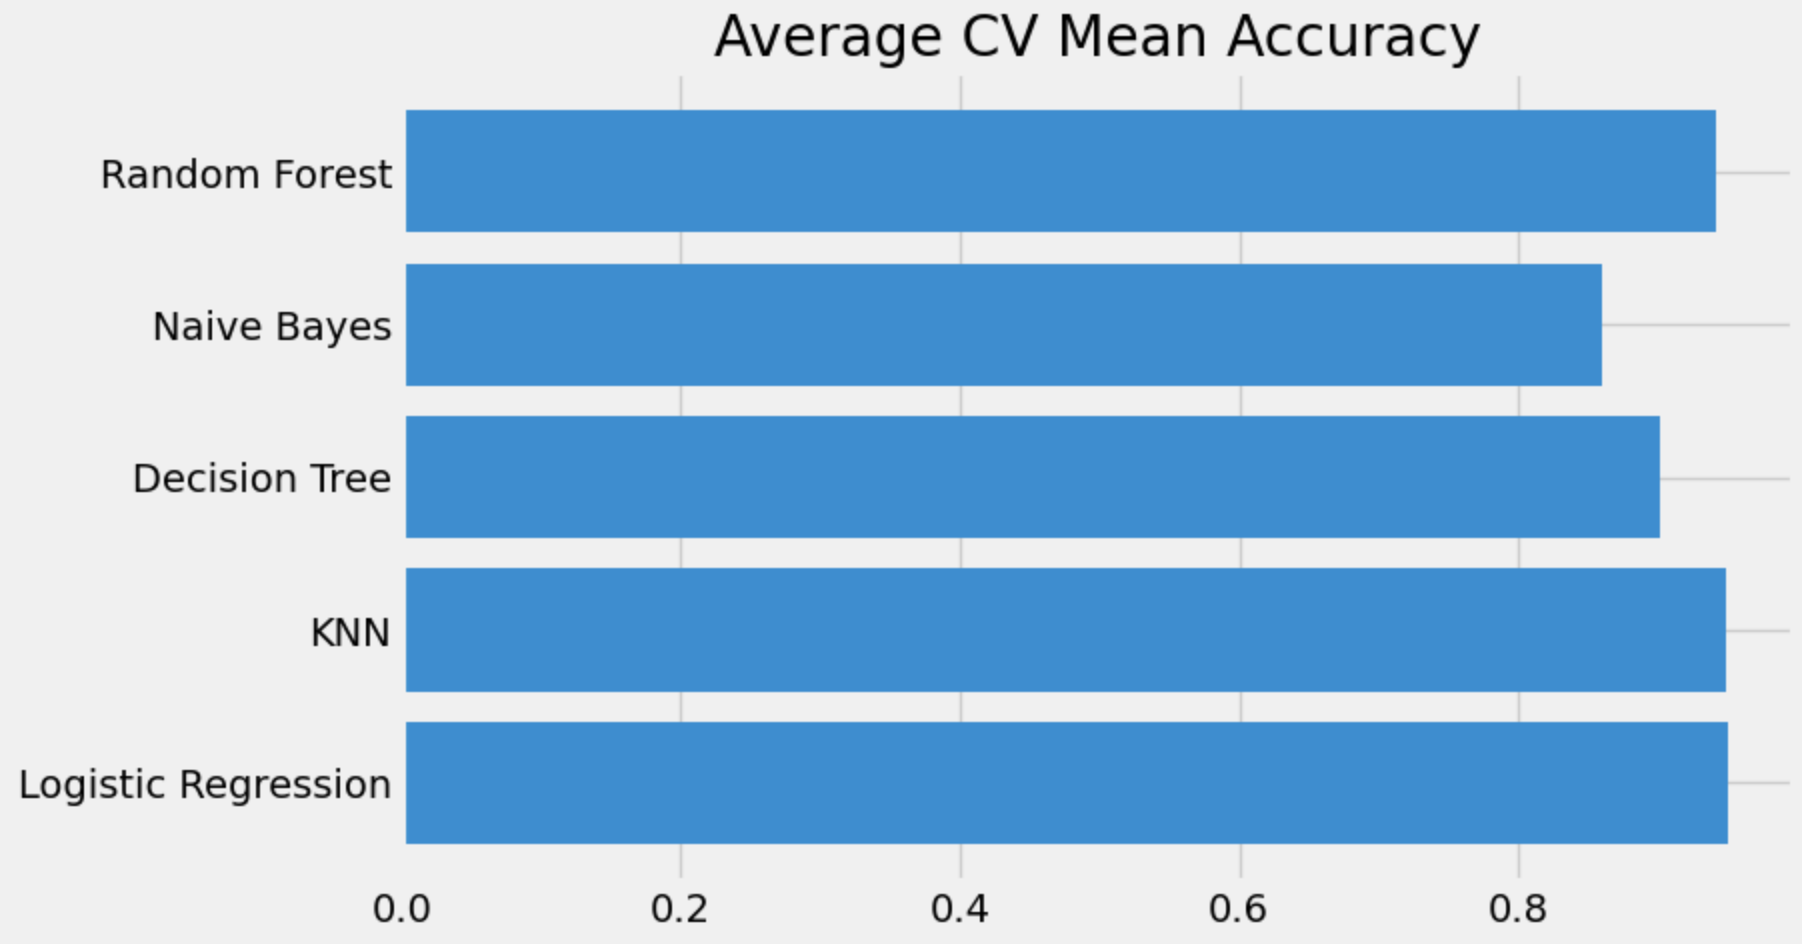 Average CV Mean Accuracy
Random Forest
Naive Bayes
Decision Tree
KNN
Logistic Regression
0.0 0.2 0.4 0.6 0.8